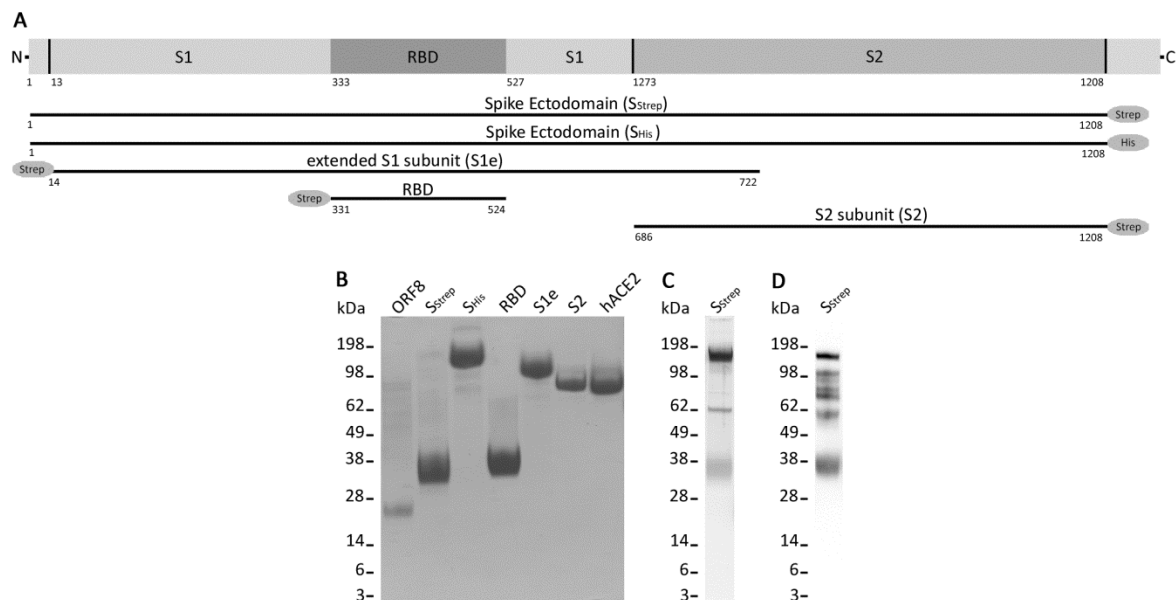 A
N S1 RBD S1 S2 C
1 13 333 527 1273 1208
Spike Ectodomain (SStrep)
1 1208 Strep
Spike Ectodomain (SHis)
1 1208 His
extended S1 subunit (S1e)
Strep 14 722
RBD
Strep 331 524
S2 subunit (S2)
686 1208 Strep
B
kDa ORF8 SStrep SHis RBD S1e S2 hACE2
198
98
62
49
38
28
14
6
3
C
kDa SStrep
198
98
62
49
38
28
14
6
3
D
kDa SStrep
198
98
62
49
38
28
14
6
3